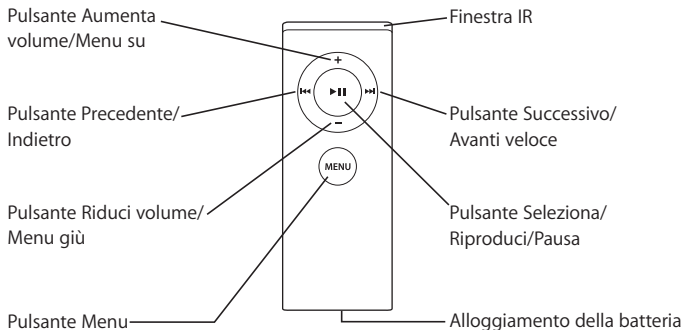 Pulsante Aumenta
volume/Menu su
Finestra IR
Pulsante Precedente/
Indietro
Pulsante Successivo/
Avanti veloce
MENU
Pulsante Riduci volume/
Menu giù
Pulsante Seleziona/
Riproduci/Pausa
Pulsante Menu
Alloggiamento della batteria